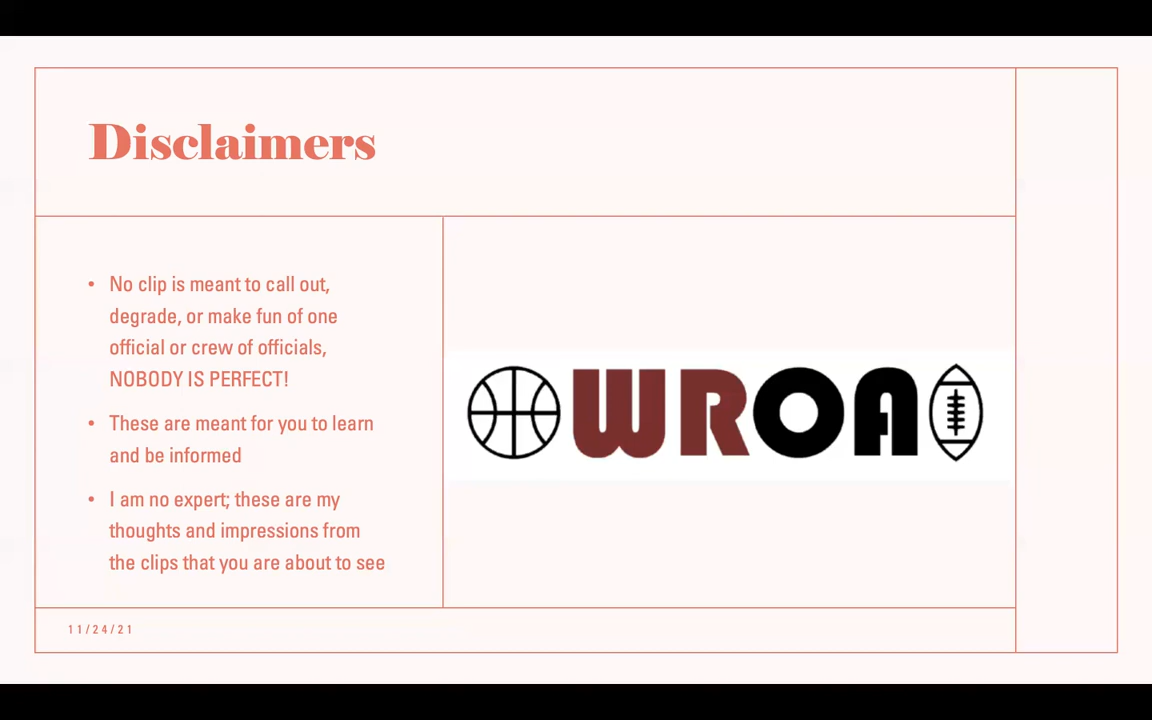 Disclaimers
• No clip is meant to call out,
degrade, or make fun of one
official or crew of officials,
NOBODY IS PERFECT!
• These are meant for you to learn
and be informed
• I am no expert; these are my
thoughts and impressions from
the clips that you are about to see
WROA
11/24/21